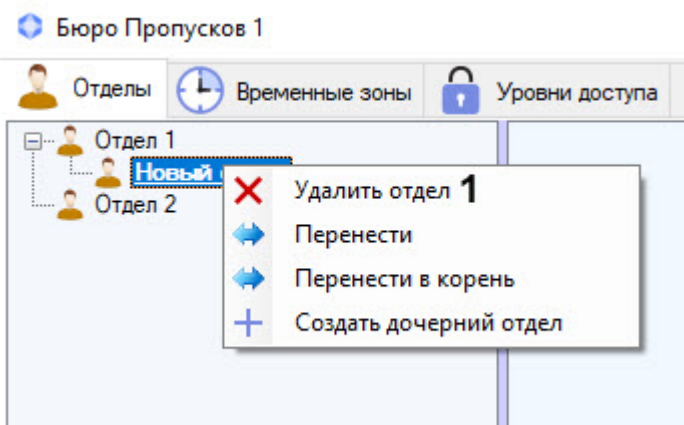 Бюро Пропусков 1
Отделы Временные зоны Уровни доступа
Отдел 1
Новый
Отдел 2
Удалить отдел 1
Перенести
Перенести в корень
Создать дочерний отдел